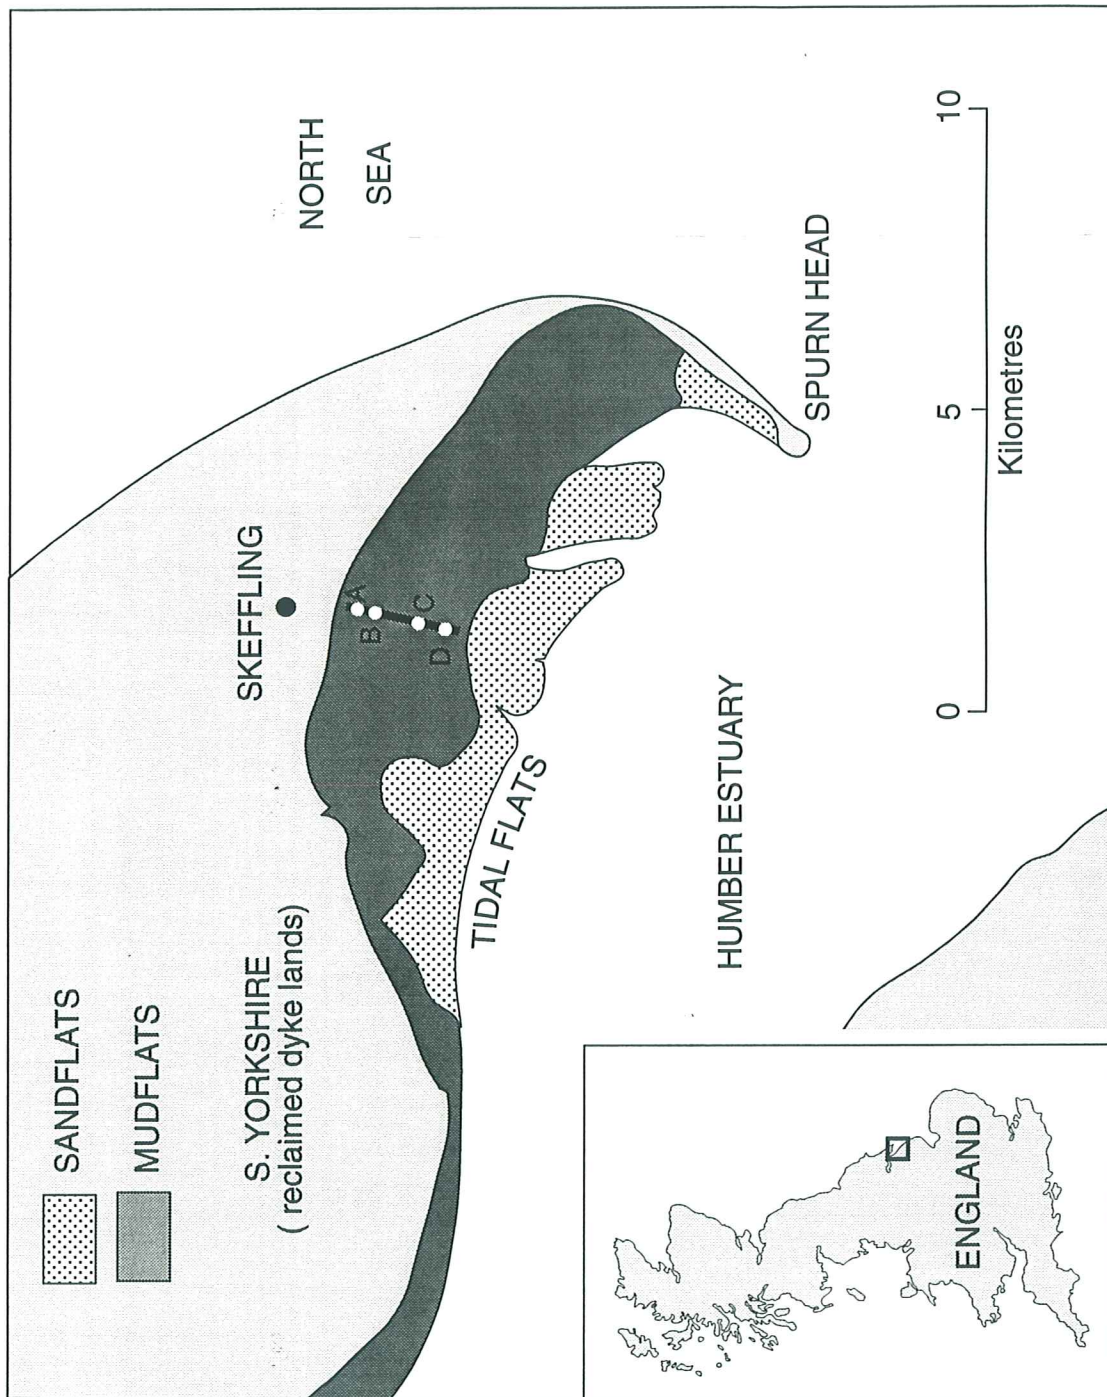 SANDFLATS
MUDFLATS
S. YORKSHIRE
( reclaimed dyke lands)
SKEFFLING
NORTH
SEA
A
B
C
D
TIDAL FLATS
HUMBER ESTUARY
SPURN HEAD
0
5
10
Kilometres
ENGLAND